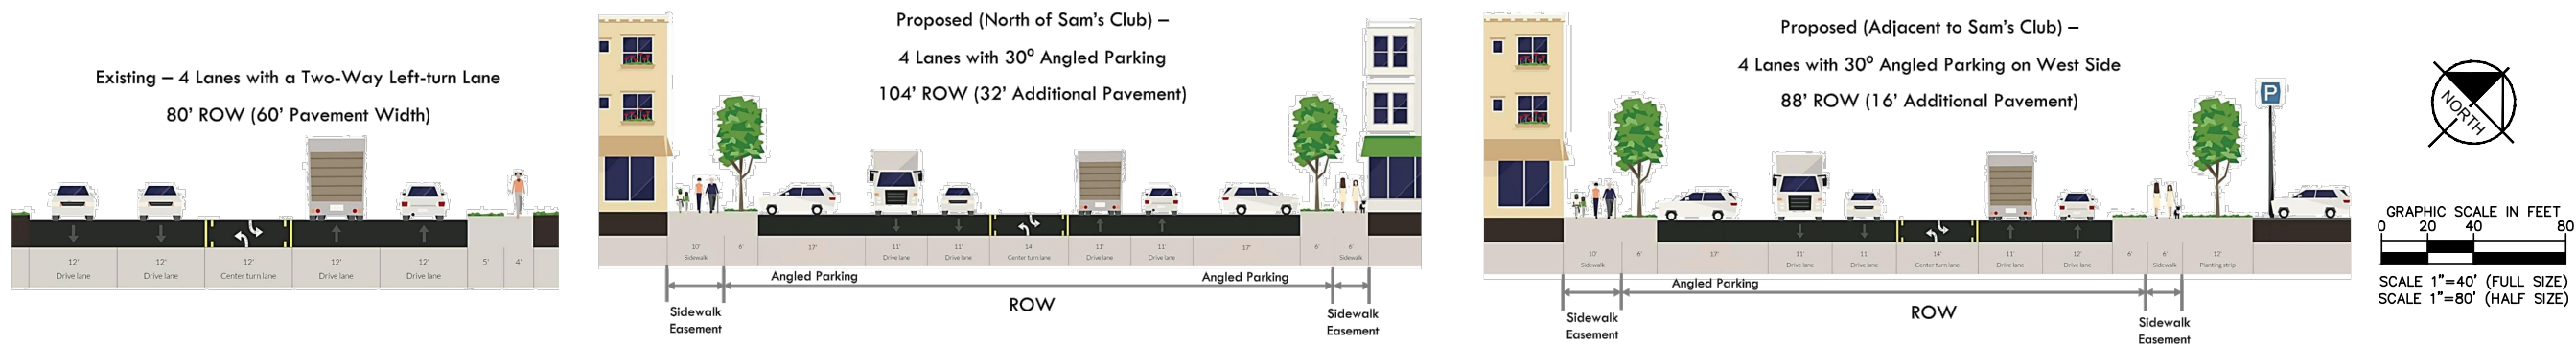 Existing – 4 Lanes with a Two-Way Left-turn Lane
80' ROW (60' Pavement Width)
12' Drive lane
12' Drive lane
12' Center turn lane
12' Drive lane
12' Drive lane
5'
4'
Proposed (North of Sam's Club) –
4 Lanes with 30° Angled Parking
104' ROW (32' Additional Pavement)
10' Sidewalk
6'
17'
11' Drive lane
11' Drive lane
14' Center turn lane
11' Drive lane
11' Drive lane
17'
6'
6' Sidewalk
Angled Parking
Angled Parking
Sidewalk
Easement
ROW
Sidewalk
Easement
Proposed (Adjacent to Sam's Club) –
4 Lanes with 30° Angled Parking on West Side
88' ROW (16' Additional Pavement)
P
10' Sidewalk
6'
17'
11' Drive lane
11' Drive lane
14' Center turn lane
11' Drive lane
12' Drive lane
6'
6' Sidewalk
12' Planting strip
Angled Parking
Sidewalk
Easement
ROW
Sidewalk
Easement
NORTH
GRAPHIC SCALE IN FEET
0 20 40 80
SCALE 1"=40' (FULL SIZE)
SCALE 1"=80' (HALF SIZE)